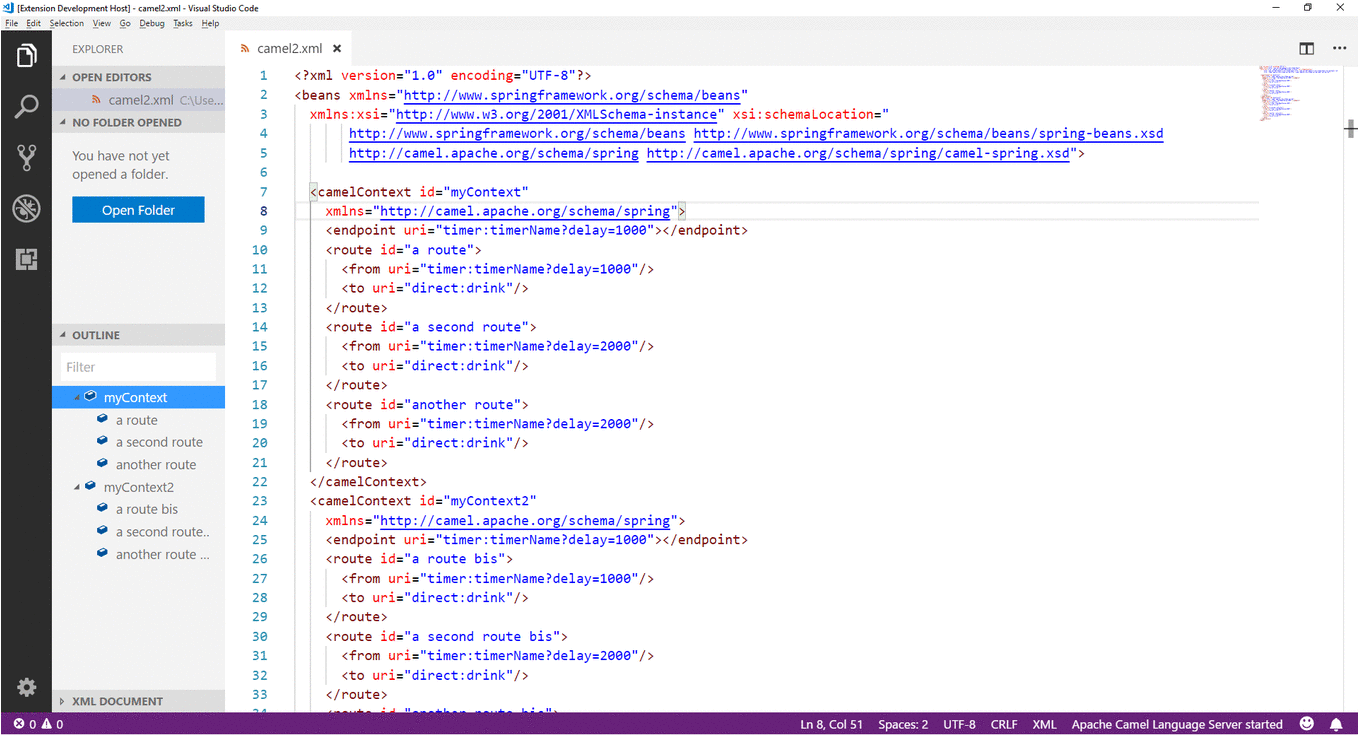 [Extension Development Host] - camel2.xml - Visual Studio Code
File Edit Selection View Go Debug Tasks Help
EXPLORER
OPEN EDITORS
camel2.xml C:\Use...
NO FOLDER OPENED
You have not yet
opened a folder.
Open Folder
OUTLINE
Filter
myContext
a route
a second route
another route
myContext2
a route bis
a second route..
another route ...
XML DOCUMENT
camel2.xml
1 <?xml version="1.0" encoding="UTF-8"?>
2 <beans xmlns="http://www.springframework.org/schema/beans"
3 xmlns:xsi="http://www.w3.org/2001/XMLSchema-instance" xsi:schemaLocation="
4 http://www.springframework.org/schema/beans http://www.springframework.org/schema/beans/spring-beans.xsd
5 http://camel.apache.org/schema/spring http://camel.apache.org/schema/spring/camel-spring.xsd">
6
7 <camelContext id="myContext"
8 xmlns="http://camel.apache.org/schema/spring">
9 <endpoint uri="timer:timerName?delay=1000"></endpoint>
10 <route id="a route">
11 <from uri="timer:timerName?delay=1000"/>
12 <to uri="direct:drink"/>
13 </route>
14 <route id="a second route">
15 <from uri="timer:timerName?delay=2000"/>
16 <to uri="direct:drink"/>
17 </route>
18 <route id="another route">
19 <from uri="timer:timerName?delay=2000"/>
20 <to uri="direct:drink"/>
21 </route>
22 </camelContext>
23 <camelContext id="myContext2"
24 xmlns="http://camel.apache.org/schema/spring">
25 <endpoint uri="timer:timerName?delay=1000"></endpoint>
26 <route id="a route bis">
27 <from uri="timer:timerName?delay=1000"/>
28 <to uri="direct:drink"/>
29 </route>
30 <route id="a second route bis">
31 <from uri="timer:timerName?delay=2000"/>
32 <to uri="direct:drink"/>
33 </route>
34 <route id="another route bis">
0 0 Ln 8, Col 51 Spaces: 2 UTF-8 CRLF XML Apache Camel Language Server started